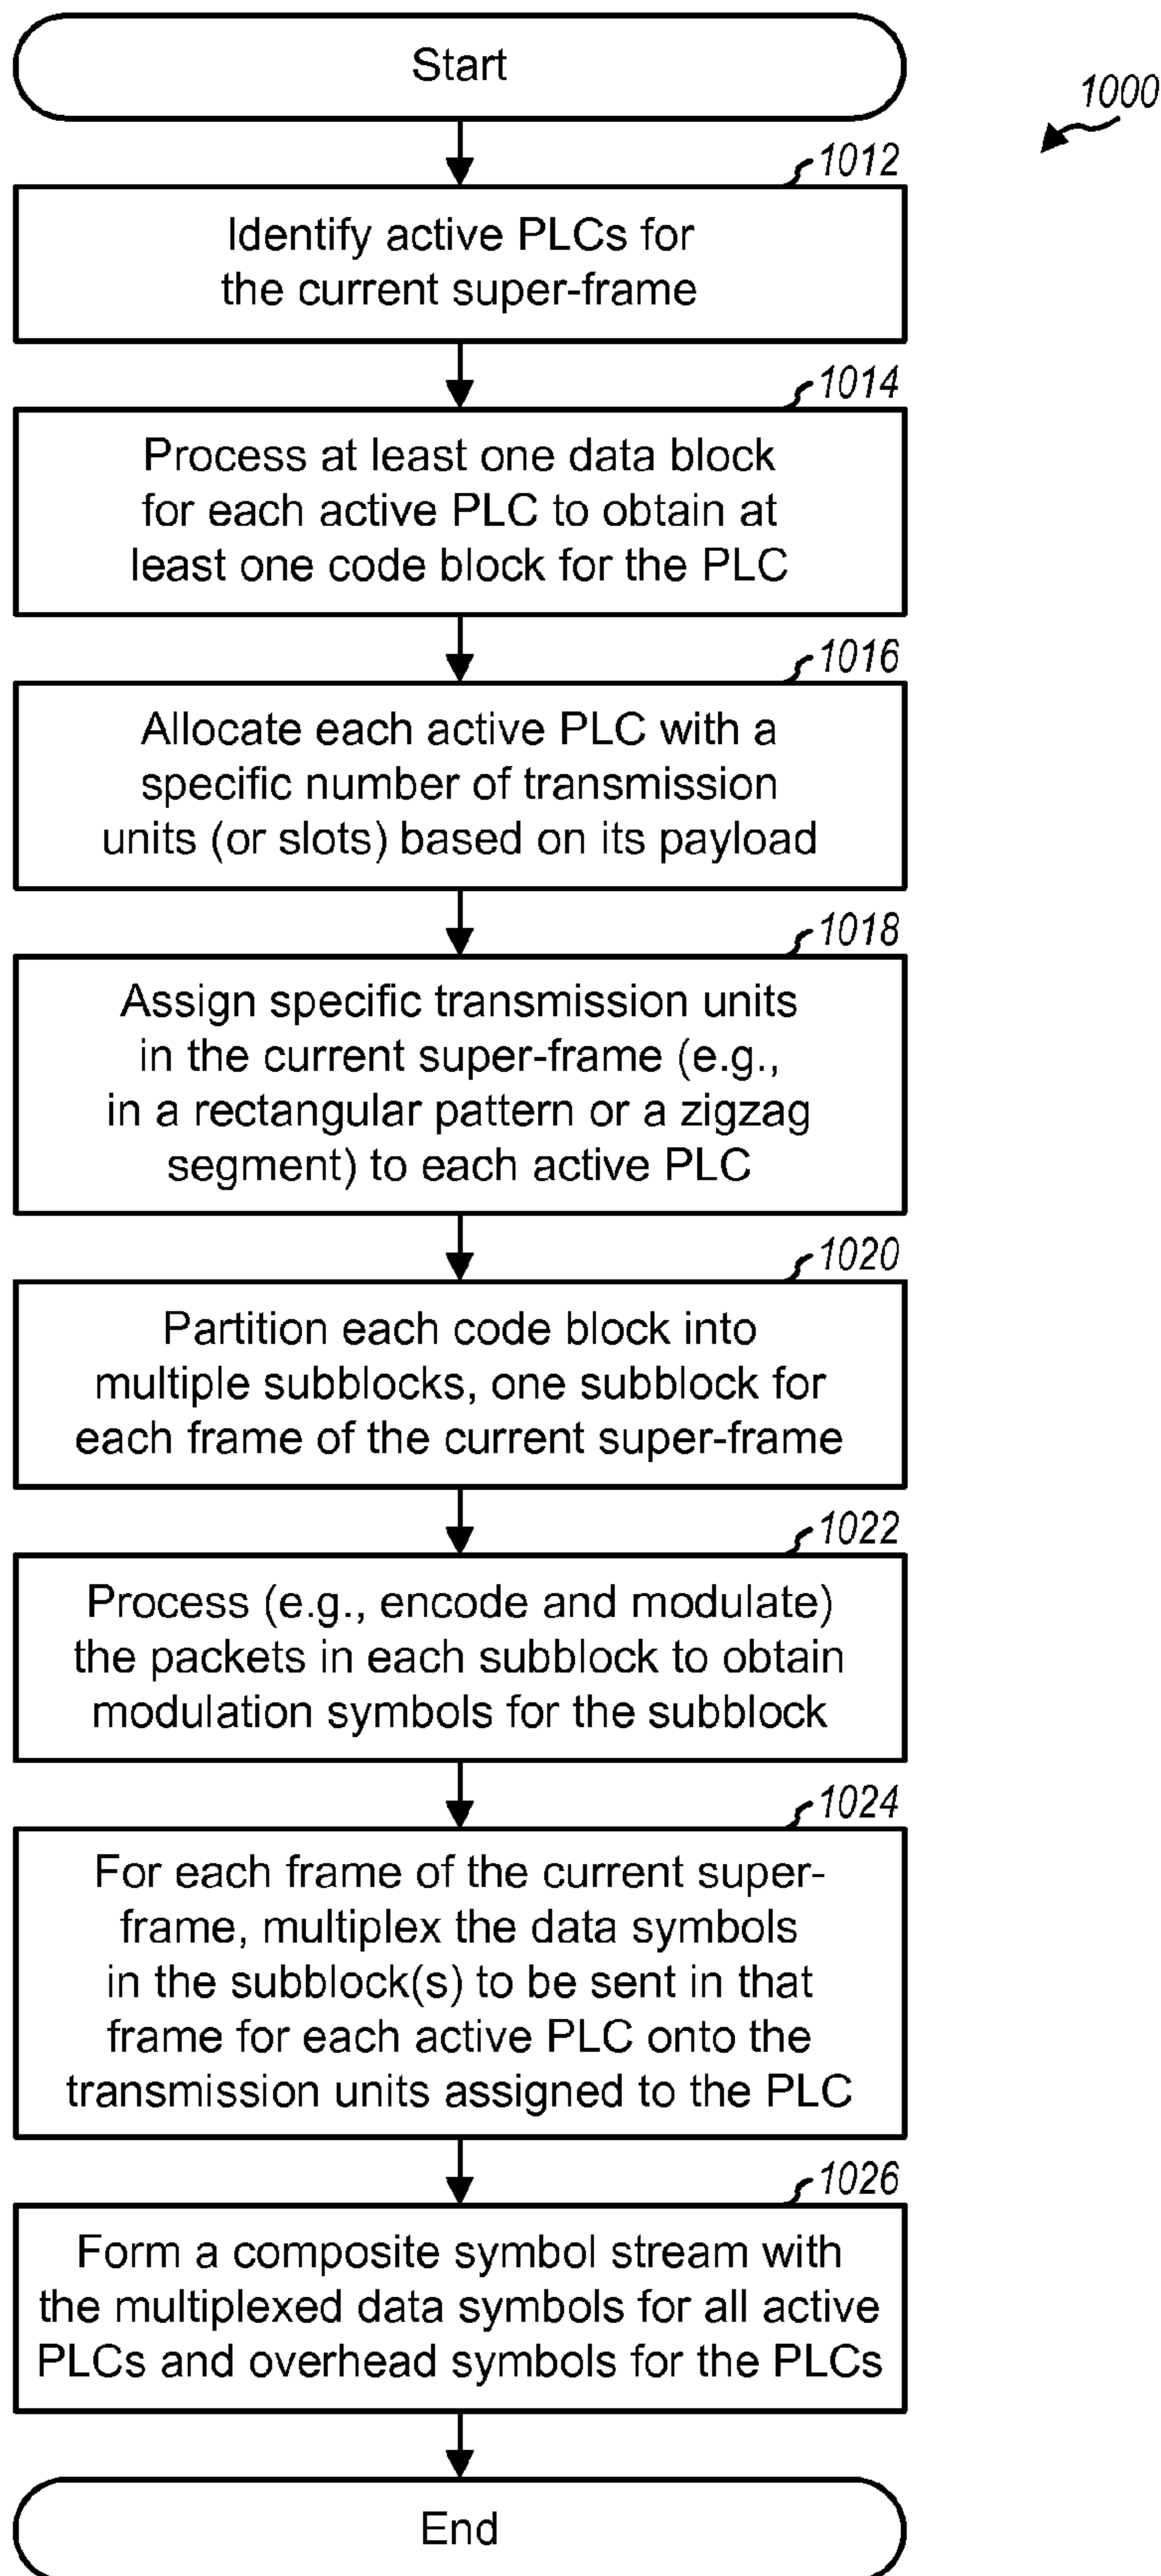 Start
1000
1012
Identify active PLCs for
the current super-frame
1014
Process at least one data block
for each active PLC to obtain at
least one code block for the PLC
1016
Allocate each active PLC with a
specific number of transmission
units (or slots) based on its payload
1018
Assign specific transmission units
in the current super-frame (e.g.,
in a rectangular pattern or a zigzag
segment) to each active PLC
1020
Partition each code block into
multiple subblocks, one subblock for
each frame of the current super-frame
1022
Process (e.g., encode and modulate)
the packets in each subblock to obtain
modulation symbols for the subblock
1024
For each frame of the current super-
frame, multiplex the data symbols
in the subblock(s) to be sent in that
frame for each active PLC onto the
transmission units assigned to the PLC
1026
Form a composite symbol stream with
the multiplexed data symbols for all active
PLCs and overhead symbols for the PLCs
End